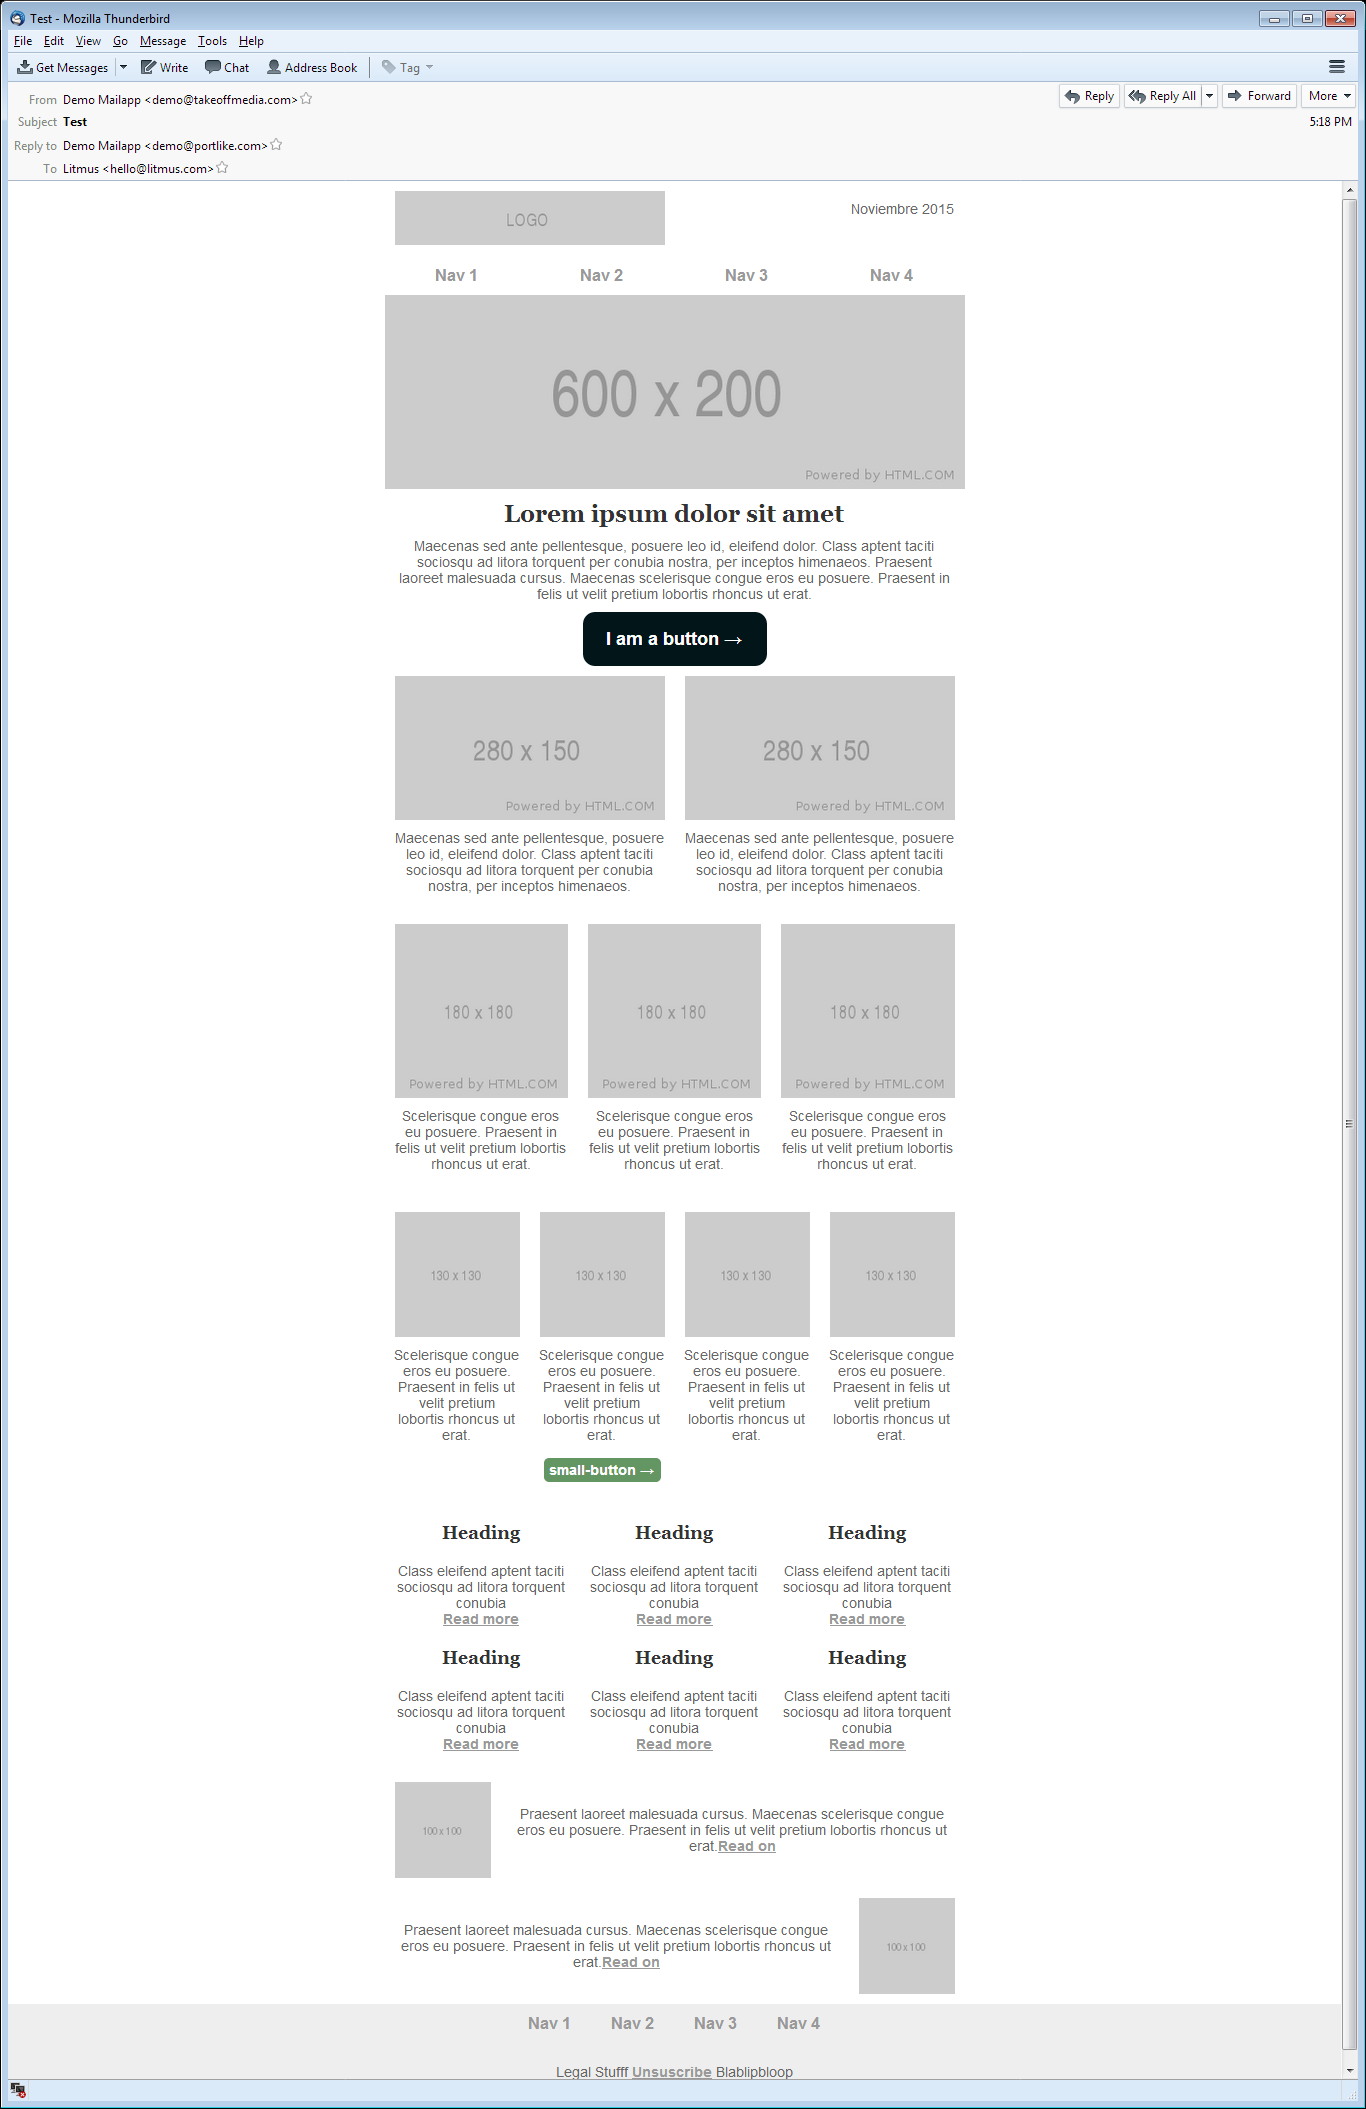 Test - Mozilla Thunderbird
File Edit View Go Message Tools Help
Get Messages Write Chat Address Book Tag
From Demo Mailapp <demo@takeoffmedia.com> Reply Reply All Forward More
Subject Test 5:18 PM
Reply to Demo Mailapp <demo@portlike.com>
To Litmus <hello@litmus.com>
LOGO Noviembre 2015
Nav 1 Nav 2 Nav 3 Nav 4
600 x 200
Powered by HTML.COM
Lorem ipsum dolor sit amet
Maecenas sed ante pellentesque, posuere leo id, eleifend dolor. Class aptent taciti
sociosqu ad litora torquent per conubia nostra, per inceptos himenaeos. Praesent
laoreet malesuada cursus. Maecenas scelerisque congue eros eu posuere. Praesent in
felis ut velit pretium lobortis rhoncus ut erat.
I am a button →
280 x 150
Powered by HTML.COM
Maecenas sed ante pellentesque, posuere
leo id, eleifend dolor. Class aptent taciti
sociosqu ad litora torquent per conubia
nostra, per inceptos himenaeos.
280 x 150
Powered by HTML.COM
Maecenas sed ante pellentesque, posuere
leo id, eleifend dolor. Class aptent taciti
sociosqu ad litora torquent per conubia
nostra, per inceptos himenaeos.
180 x 180
Powered by HTML.COM
Scelerisque congue eros
eu posuere. Praesent in
felis ut velit pretium lobortis
rhoncus ut erat.
180 x 180
Powered by HTML.COM
Scelerisque congue eros
eu posuere. Praesent in
felis ut velit pretium lobortis
rhoncus ut erat.
180 x 180
Powered by HTML.COM
Scelerisque congue eros
eu posuere. Praesent in
felis ut velit pretium lobortis
rhoncus ut erat.
130 x 130
Scelerisque congue
eros eu posuere.
Praesent in felis ut
velit pretium
lobortis rhoncus ut
erat.
130 x 130
Scelerisque congue
eros eu posuere.
Praesent in felis ut
velit pretium
lobortis rhoncus ut
erat.
small-button →
130 x 130
Scelerisque congue
eros eu posuere.
Praesent in felis ut
velit pretium
lobortis rhoncus ut
erat.
130 x 130
Scelerisque congue
eros eu posuere.
Praesent in felis ut
velit pretium
lobortis rhoncus ut
erat.
Heading
Class eleifend aptent taciti
sociosqu ad litora torquent
conubia
Read more
Heading
Class eleifend aptent taciti
sociosqu ad litora torquent
conubia
Read more
Heading
Class eleifend aptent taciti
sociosqu ad litora torquent
conubia
Read more
Heading
Class eleifend aptent taciti
sociosqu ad litora torquent
conubia
Read more
Heading
Class eleifend aptent taciti
sociosqu ad litora torquent
conubia
Read more
Heading
Class eleifend aptent taciti
sociosqu ad litora torquent
conubia
Read more
100 x 100
Praesent laoreet malesuada cursus. Maecenas scelerisque congue
eros eu posuere. Praesent in felis ut velit pretium lobortis rhoncus ut
erat.Read on
Praesent laoreet malesuada cursus. Maecenas scelerisque congue
eros eu posuere. Praesent in felis ut velit pretium lobortis rhoncus ut
erat.Read on
100 x 100
Nav 1 Nav 2 Nav 3 Nav 4
Legal Stufff Unsuscribe Blablipbloop